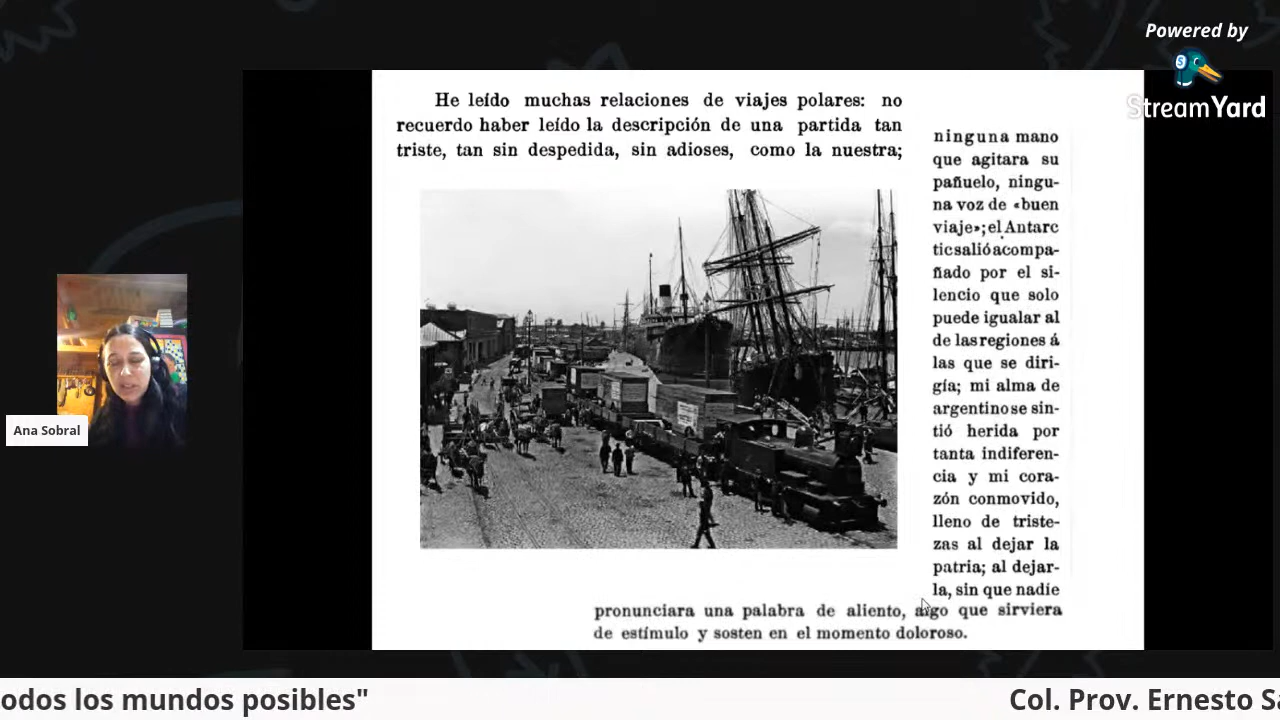 Powered by
StreamYard
He leído muchas relaciones de viajes polares: no
recuerdo haber leído la descripción de una partida tan
triste, tan sin despedida, sin adioses, como la nuestra;
ninguna mano
que agitara su
pañuelo, ningu-
na voz de «buen
viaje»; el Antarc
tic salió acompa-
ñado por el si-
lencio que solo
puede igualar al
de las regiones á
las que se diri-
gía; mi alma de
argentino se sin-
tió herida por
tanta indiferen-
cia y mi cora-
zón conmovido,
lleno de triste-
zas al dejar la
patria; al dejar-
la, sin que nadie
pronunciara una palabra de aliento, algo que sirviera
de estímulo y sosten en el momento doloroso.
Ana Sobral
odos los mundos posibles"
Col. Prov. Ernesto Sá